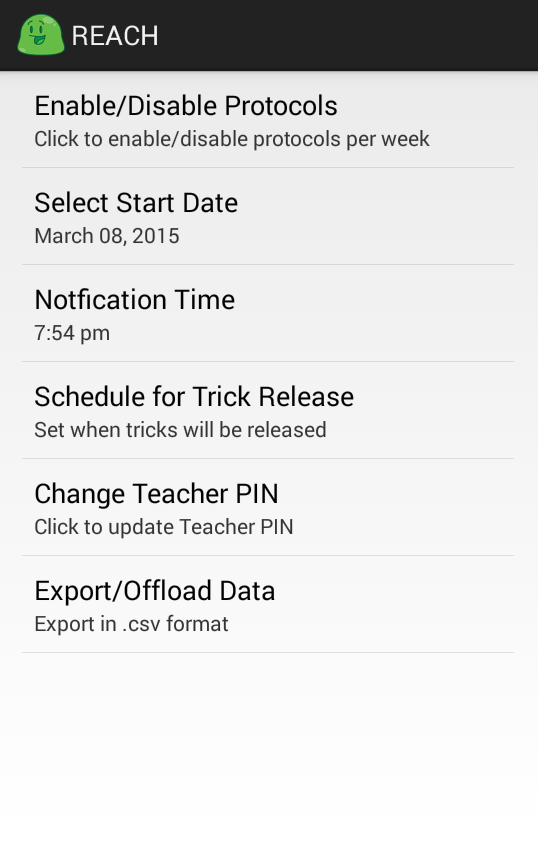 REACH
Enable/Disable Protocols
Click to enable/disable protocols per week
Select Start Date
March 08, 2015
Notfication Time
7:54 pm
Schedule for Trick Release
Set when tricks will be released
Change Teacher PIN
Click to update Teacher PIN
Export/Offload Data
Export in .csv format